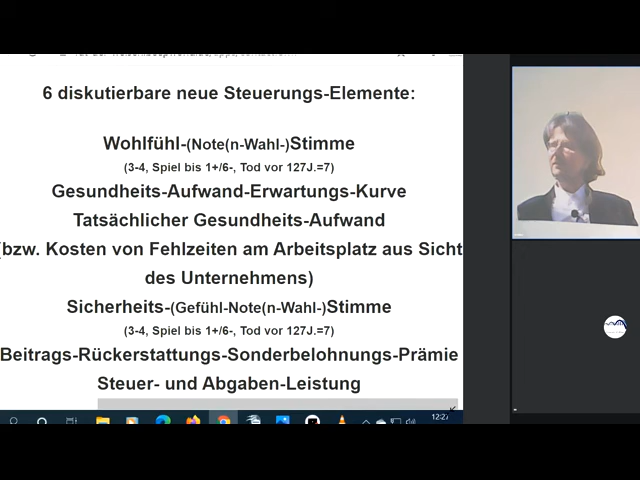 6 diskutierbare neue Steuerungs-Elemente:
Wohlfühl-(Note(n-Wahl-)Stimme
(3-4, Spiel bis 1+/6-, Tod vor 127J.=7)
Gesundheits-Aufwand-Erwartungs-Kurve
Tatsächlicher Gesundheits-Aufwand
(bzw. Kosten von Fehlzeiten am Arbeitsplatz aus Sicht
des Unternehmens)
Sicherheits-(Gefühl-Note(n-Wahl-)Stimme
(3-4, Spiel bis 1+/6-, Tod vor 127J.=7)
Beitrags-Rückerstattungs-Sonderbelohnungs-Prämie
Steuer- und Abgaben-Leistung